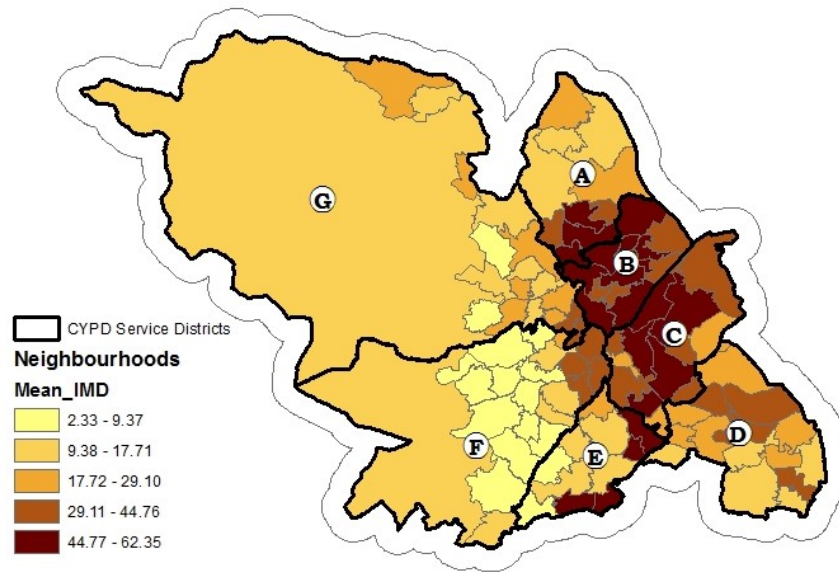 A
G
B
C
D
F
E
CYPD Service Districts
Neighbourhoods
Mean_IMD
2.33 - 9.37
9.38 - 17.71
17.72 - 29.10
29.11 - 44.76
44.77 - 62.35